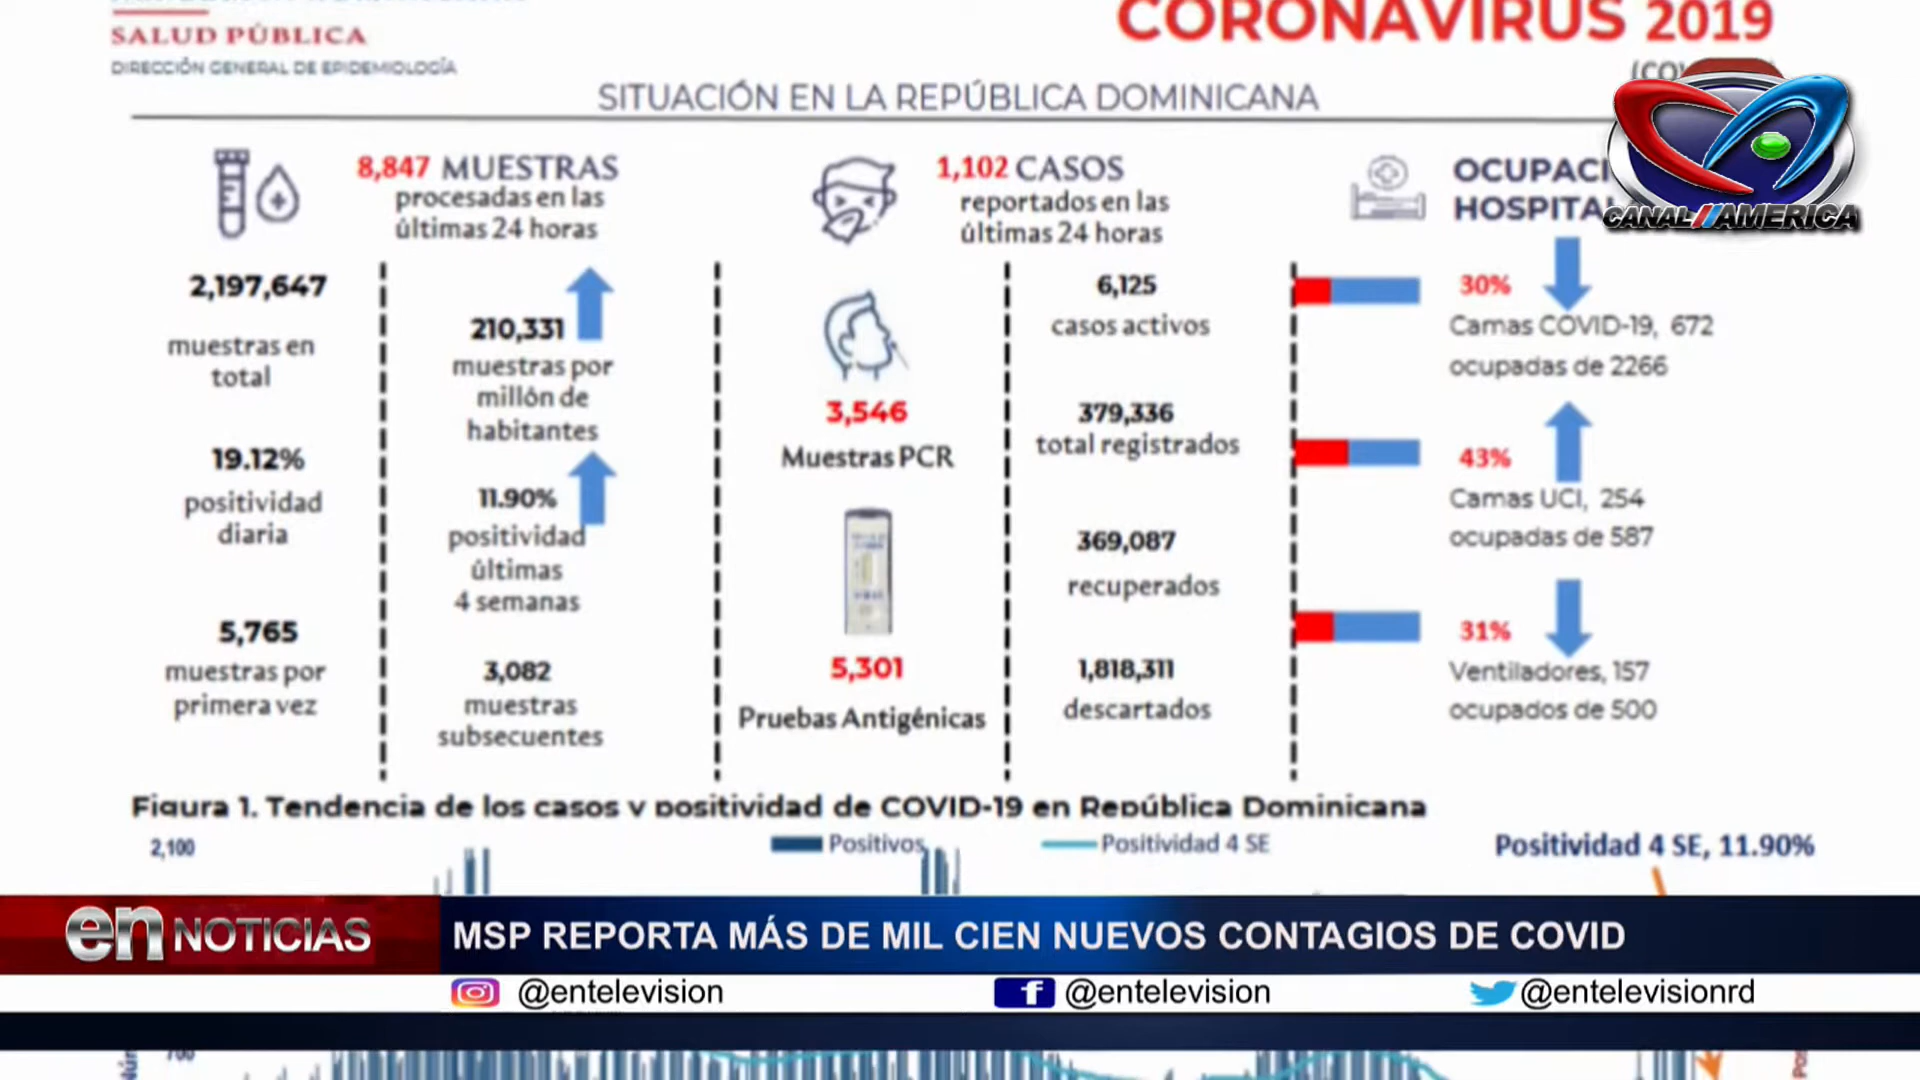 CORONAVIRUS 2019
SALUD PÚBLICA
DIRECCIÓN GENERAL DE EPIDEMIOLOGÍA
SITUACIÓN EN LA REPÚBLICA DOMINICANA
CANAL AMERICA
8,847 MUESTRAS
procesadas en las
últimas 24 horas
2,197,647
muestras en
total
19.12%
positividad
diaria
5,765
muestras por
primera vez
210,331
muestras por
millón de
habitantes
11.90%
positividad
últimas
4 semanas
3,082
muestras
subsecuentes
3,546
Muestras PCR
5,301
Pruebas Antigénicas
1,102 CASOS
reportados en las
últimas 24 horas
6,125
casos activos
379,336
total registrados
369,087
recuperados
1,818,311
descartados
OCUPACI
HOSPITA
30%
Camas COVID-19, 672
ocupadas de 2266
43%
Camas UCI, 254
ocupadas de 587
31%
Ventiladores, 157
ocupados de 500
Figura 1. Tendencia de los casos y positividad de COVID-19 en República Dominicana
2,100
Positivos
Positividad 4 SE
Positividad 4 SE, 11.90%
en NOTICIAS
MSP REPORTA MÁS DE MIL CIEN NUEVOS CONTAGIOS DE COVID
@entelevision
@entelevision
@entelevisionrd
700